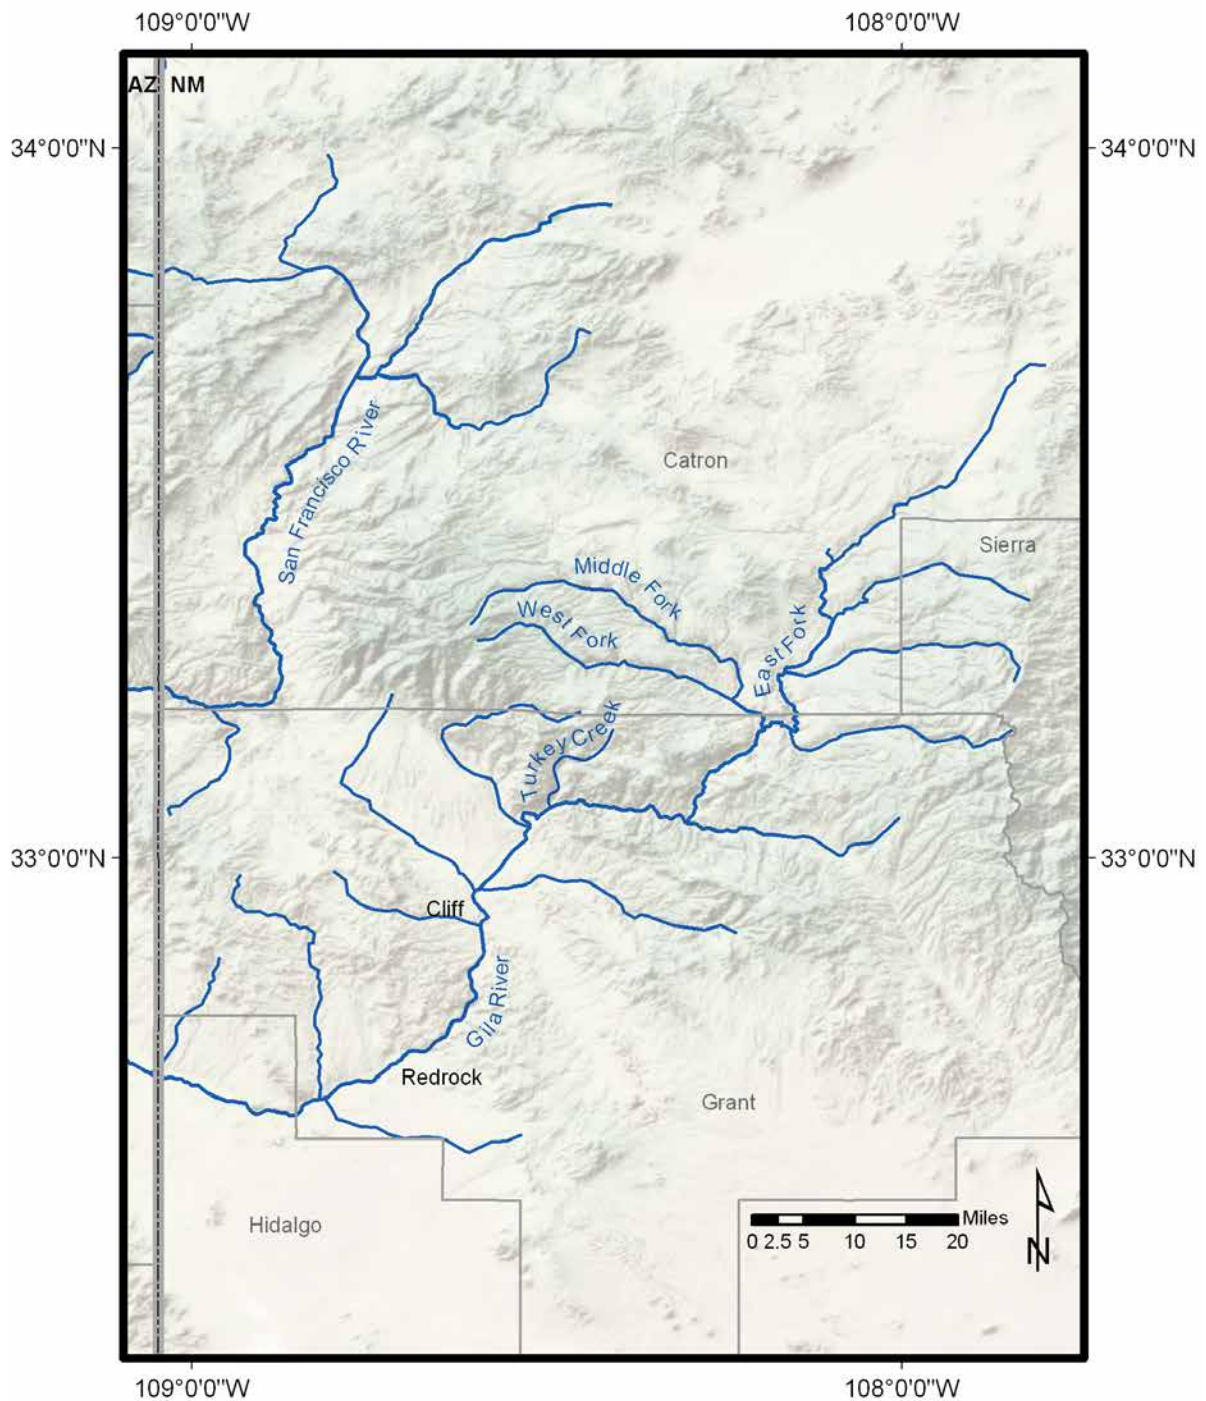 109°0'0"W 108°0'0"W
AZ NM
34°0'0"N 34°0'0"N
San Francisco River
Catron
Sierra
Middle Fork
West Fork
East Fork
Turkey Creek
33°0'0"N 33°0'0"N
Cliff
Gila River
Redrock
Grant
Hidalgo
Miles
0 2.5 5 10 15 20
N
109°0'0"W 108°0'0"W